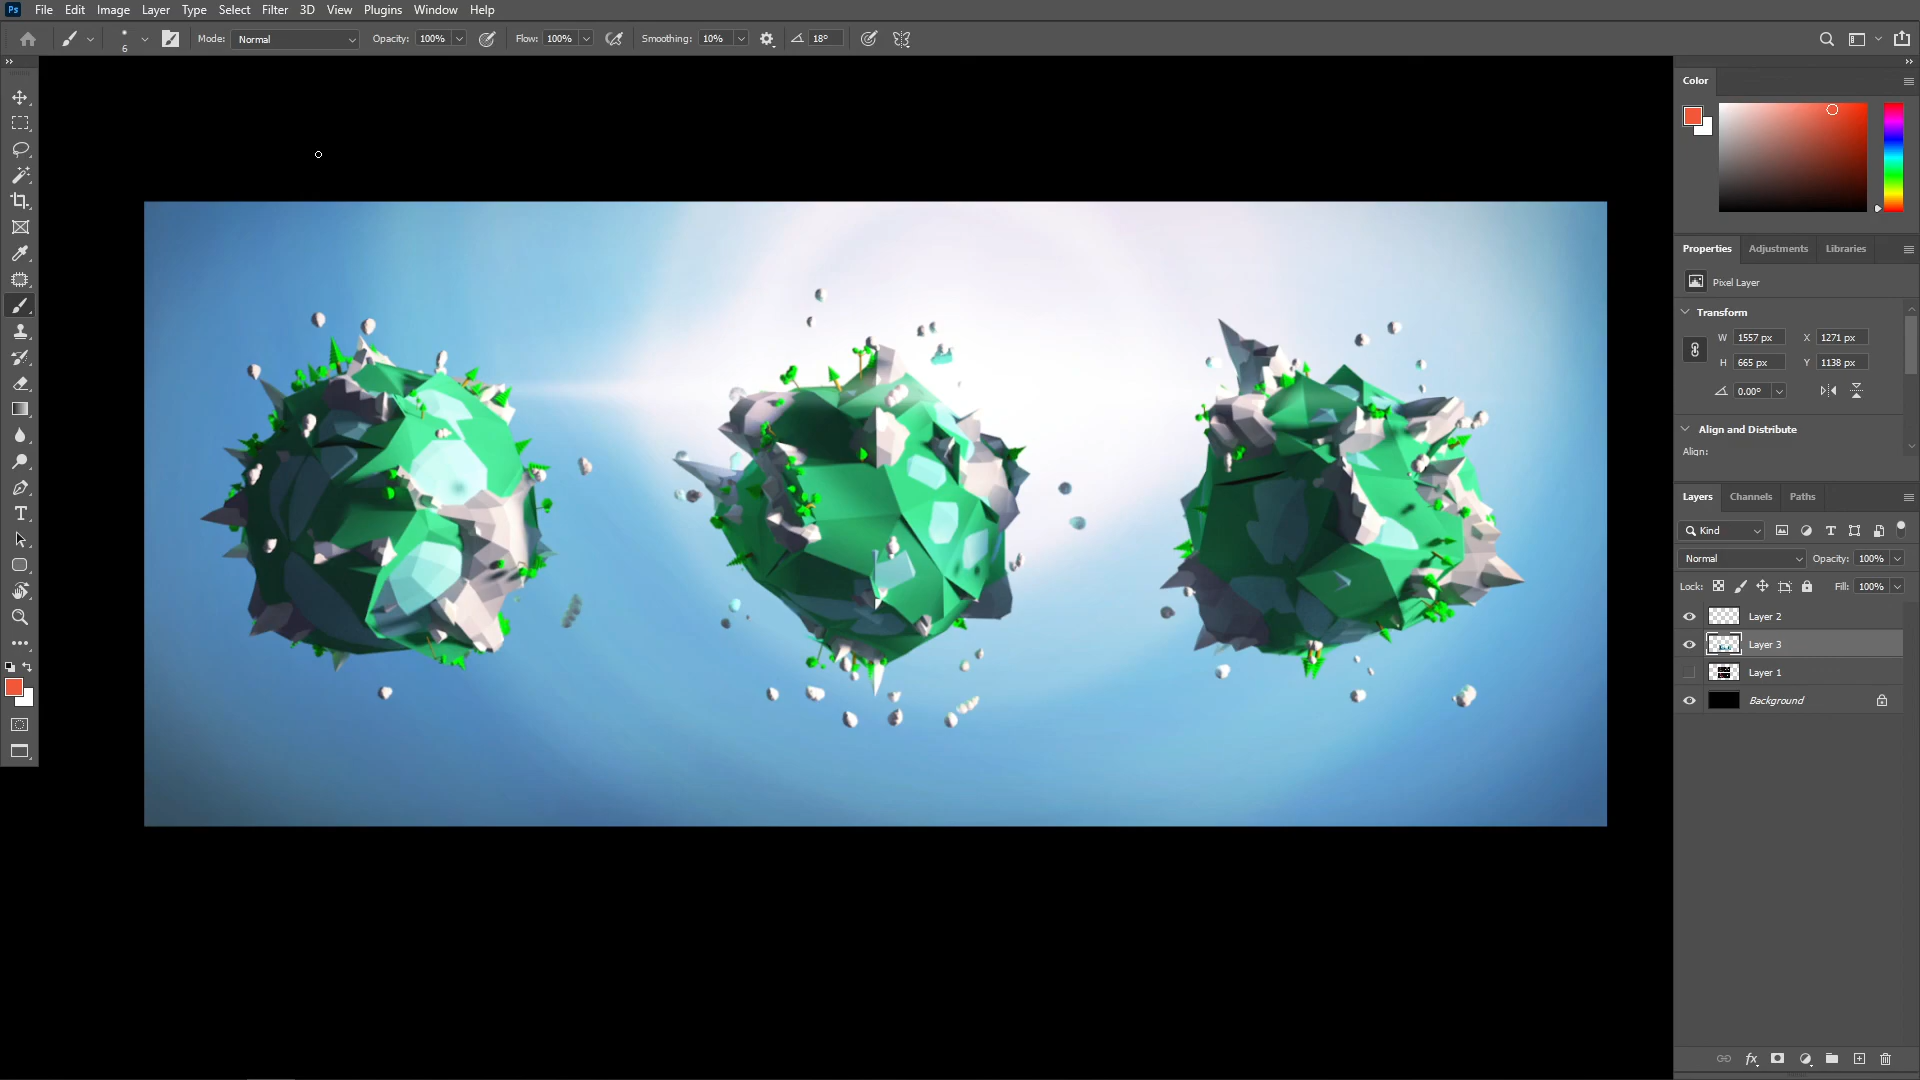 Ps File Edit Image Layer Type Select Filter 3D View Plugins Window Help
6 Mode: Normal Opacity: 100% Flow: 100% Smoothing: 10% 18°
Color
Properties Adjustments Libraries
Pixel Layer
Transform
W 1557 px X 1271 px
H 665 px Y 1138 px
0.00°
Align and Distribute
Align:
Layers Channels Paths
Kind
Normal Opacity: 100%
Lock: Fill: 100%
Layer 2
Layer 3
Layer 1
Background